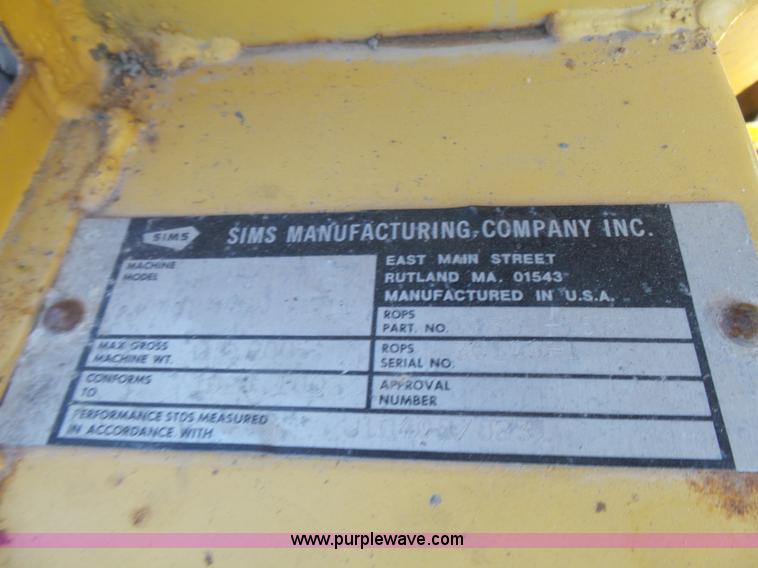 SIMS
SIMS MANUFACTURING COMPANY INC.
EAST MAIN STREET
RUTLAND MA. 01543
MANUFACTURED IN U.S.A.
MACHINE
MODEL
ROPS
PART. NO.
MAX GROSS
MACHINE WT.
ROPS
SERIAL NO.
CONFORMS
TO
APPROVAL
NUMBER
PERFORMANCE STDS MEASURED
IN ACCORDANCE WITH
www.purplewave.com